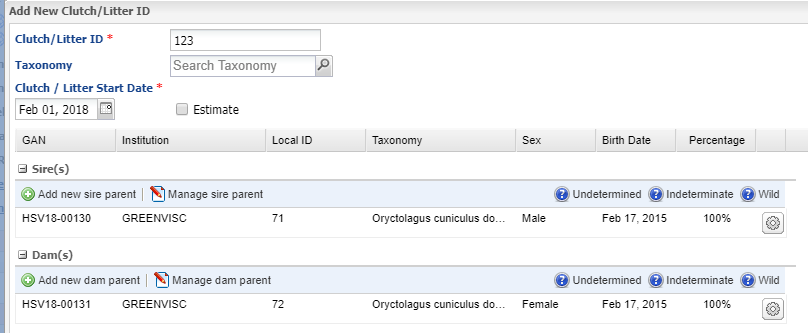 Add New Clutch/Litter ID
Clutch/Litter ID * 123
Taxonomy Search Taxonomy
Clutch / Litter Start Date *
Feb 01, 2018 Estimate
GAN Institution Local ID Taxonomy Sex Birth Date Percentage
Sire(s)
Add new sire parent Manage sire parent ? Undetermined ? Indeterminate ? Wild
HSV18-00130 GREENVISC 71 Oryctolagus cuniculus do... Male Feb 17, 2015 100%
Dam(s)
Add new dam parent Manage dam parent ? Undetermined ? Indeterminate ? Wild
HSV18-00131 GREENVISC 72 Oryctolagus cuniculus do... Female Feb 17, 2015 100%